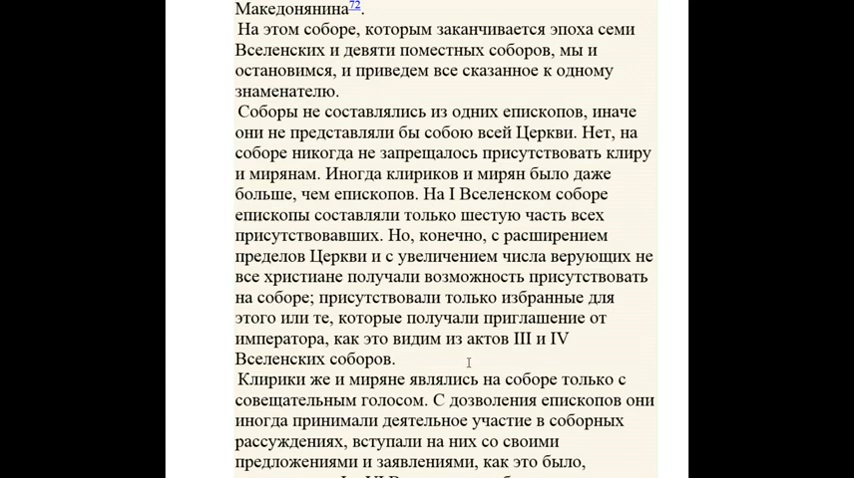 Македонянина72.
На этом соборе, которым заканчивается эпоха семи
Вселенских и девяти поместных соборов, мы и
остановимся, и приведем все сказанное к одному
знаменателю.
Соборы не составлялись из одних епископов, иначе
они не представляли бы собою всей Церкви. Нет, на
соборе никогда не запрещалось присутствовать клиру
и мирянам. Иногда клириков и мирян было даже
больше, чем епископов. На I Вселенском соборе
епископы составляли только шестую часть всех
присутствовавших. Но, конечно, с расширением
пределов Церкви и с увеличением числа верующих не
все христиане получали возможность присутствовать
на соборе; присутствовали только избранные для
этого или те, которые получали приглашение от
императора, как это видим из актов III и IV
Вселенских соборов.
Клирики же и миряне являлись на соборе только с
совещательным голосом. С дозволения епископов они
иногда принимали деятельное участие в соборных
рассуждениях, вступали на них со своими
предложениями и заявлениями, как это было,